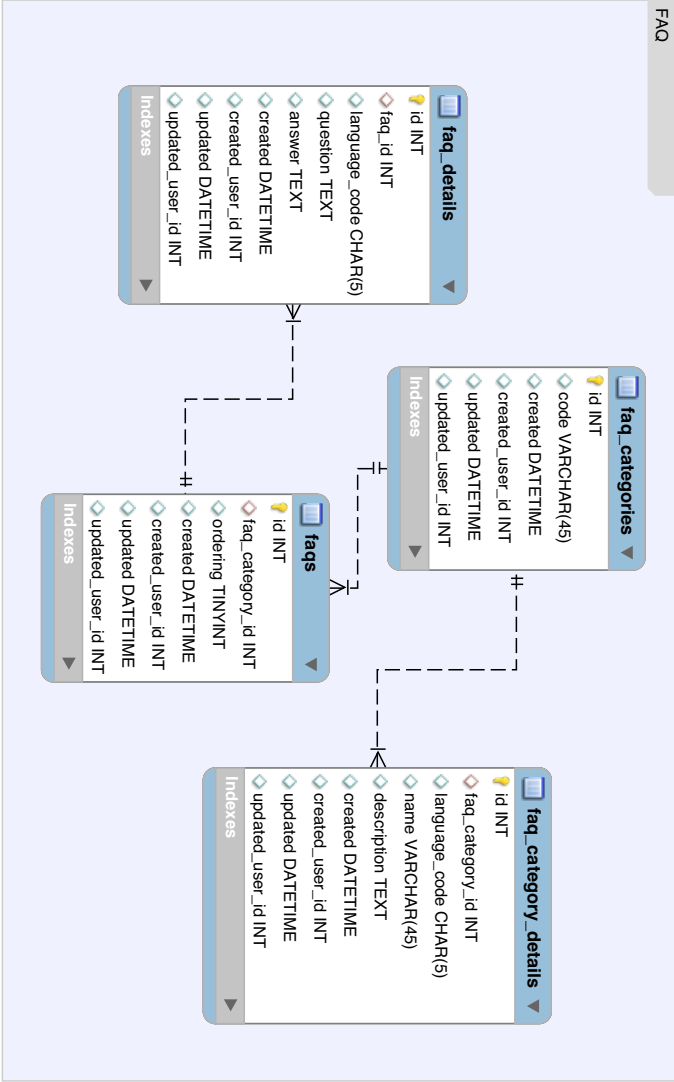 FAQ
faq_details
id INT
faq_id INT
language_code CHAR(5)
question TEXT
answer TEXT
created DATETIME
created_user_id INT
updated DATETIME
updated_user_id INT
Indexes
faq_categories
id INT
code VARCHAR(45)
created DATETIME
created_user_id INT
updated DATETIME
updated_user_id INT
Indexes
faqs
id INT
faq_category_id INT
ordering TINYINT
created DATETIME
created_user_id INT
updated DATETIME
updated_user_id INT
Indexes
faq_category_details
id INT
faq_category_id INT
language_code CHAR(5)
name VARCHAR(45)
description TEXT
created DATETIME
created_user_id INT
updated DATETIME
updated_user_id INT
Indexes